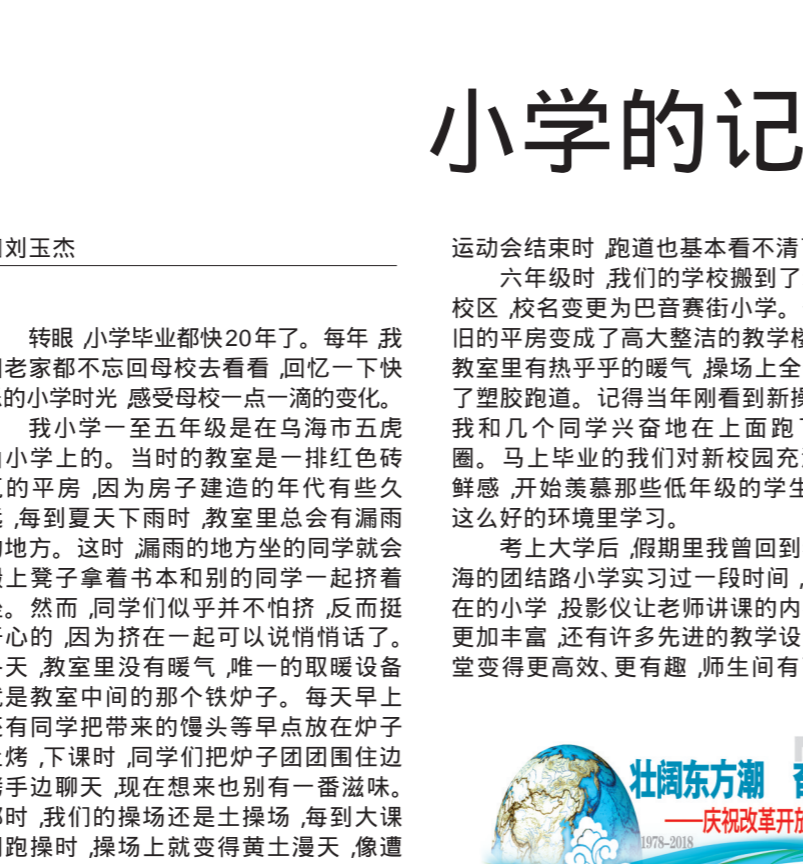 小学的记
刘玉杰
转眼,小学毕业都快20年了。每年,我
老家都不忘回母校去看看,回忆一下快
的小学时光,感受母校一点一滴的变化。
我小学一至五年级是在乌海市五虎
小学上的。当时的教室是一排红色砖
的平房,因为房子建造的年代有些久
,每到夏天下雨时,教室里总会有漏雨
地方。这时,漏雨的地方坐的同学就会
上凳子拿着书本和别的同学一起挤着
。然而,同学们似乎并不怕挤,反而挺
心的,因为挤在一起可以说悄悄话了。
天,教室里没有暖气,唯一的取暖设备
是教室中间的那个铁炉子。每天早上
有同学把带来的馒头等早点放在炉子
烤,下课时,同学们把炉子团团围住边
手边聊天,现在想来也别有一番滋味。
时,我们的操场还是土操场,每到大课
跑操时,操场上就变得黄土漫天,像遭
运动会结束时,跑道也基本看不清
六年级时,我们的学校搬到了
校区,校名变更为巴音赛街小学。
旧的平房变成了高大整洁的教学楼
教室里有热乎乎的暖气,操场上全
了塑胶跑道。记得当年刚看到新操
我和几个同学兴奋地在上面跑
圈。马上毕业的我们对新校园充
鲜感,开始羡慕那些低年级的学生
这么好的环境里学习。
考上大学后,假期里我曾回到
海的团结路小学实习过一段时间,
在的小学,投影仪让老师讲课的内
更加丰富,还有许多先进的教学设
堂变得更高效、更有趣,师生间有
壮阔东方潮 奋
——庆祝改革开放
1978-2018